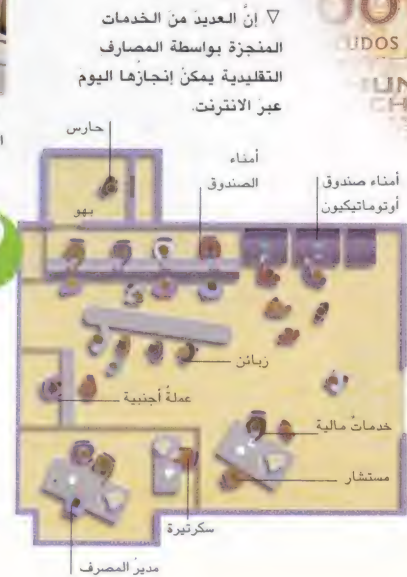 ▽ إنَّ العديدَ منَ الخدمات
المنجزة بواسطة المصارف
التقليدية يمكنُ إنجازُها اليوم
عبرَ الانترنت.
UDOS
حارس
أمناء
الصندوق
أمناء صندوق
أوتوماتيكيون
بهو
زبائن
عملةٌ أجنبية
خدماتٌ مالية
مستشار
سكرتيرة
مديرُ المصرف